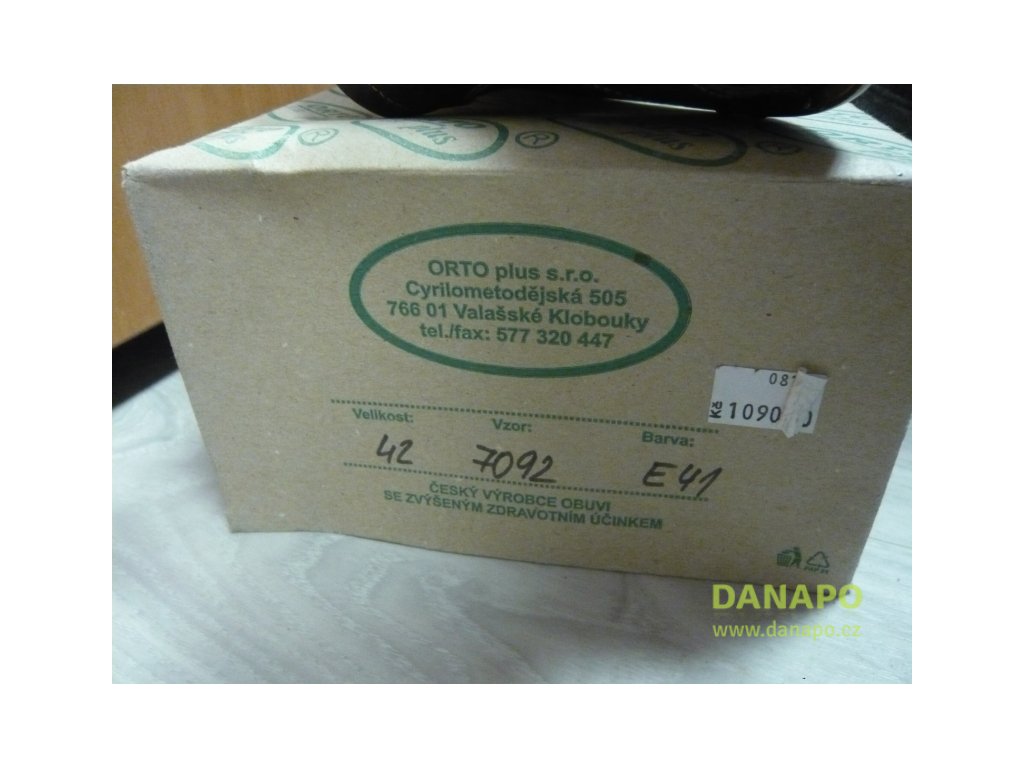 plus
®
®
®
ORTO plus s.r.o.
Cyrilometodějská 505
766 01 Valašské Klobouky
tel./fax: 577 320 447
Kč
Velikost: Vzor: Barva:
42 7092 E41
ČESKÝ VÝROBCE OBUVI
SE ZVÝŠENÝM ZDRAVOTNÍM ÚČINKEM
DANAPO
www.danapo.cz